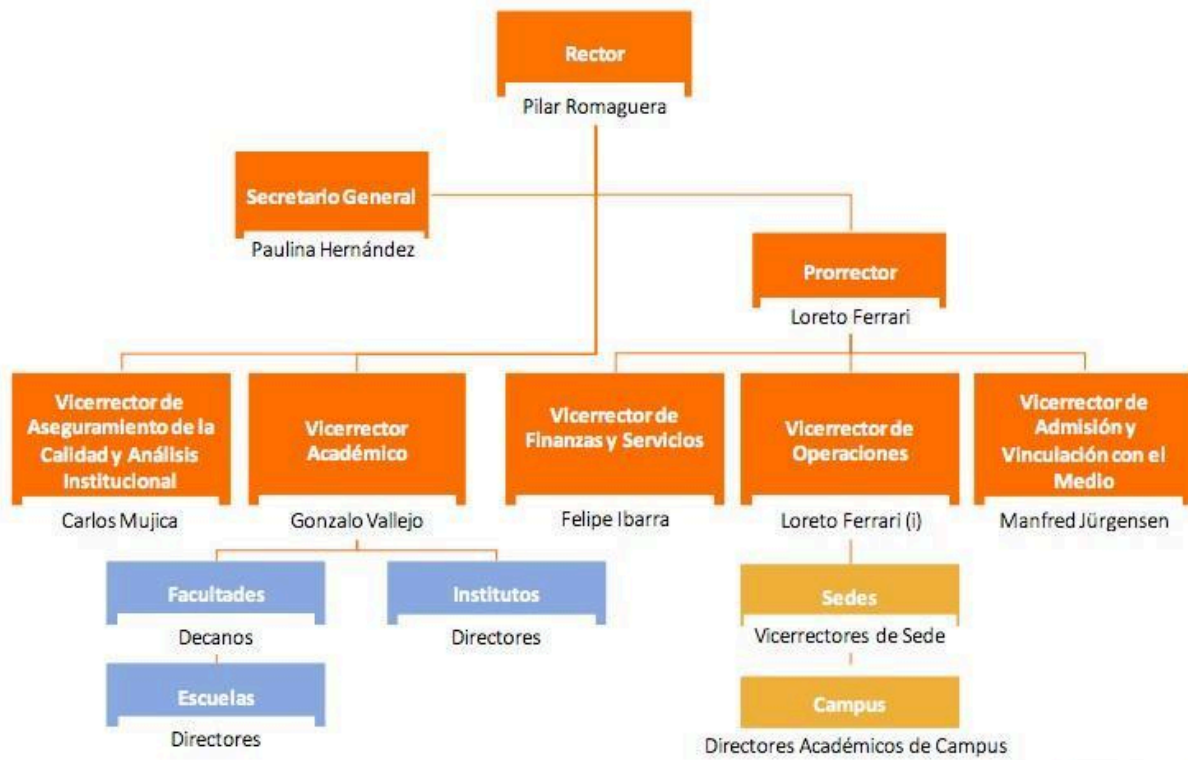 Rector
Pilar Romaguera
Secretario General
Paulina Hernández
Prorrector
Loreto Ferrari
Vicerrector de
Aseguramiento de la
Calidad y Análisis
Institucional
Carlos Mujica
Vicerrector
Académico
Gonzalo Vallejo
Vicerrector de
Finanzas y Servicios
Felipe Ibarra
Vicerrector de
Operaciones
Loreto Ferrari (i)
Vicerrector de
Admisión y
Vinculación con el
Medio
Manfred Jürgensen
Facultades
Decanos
Institutos
Directores
Sedes
Vicerrectores de Sede
Escuelas
Directores
Campus
Directores Académicos de Campus